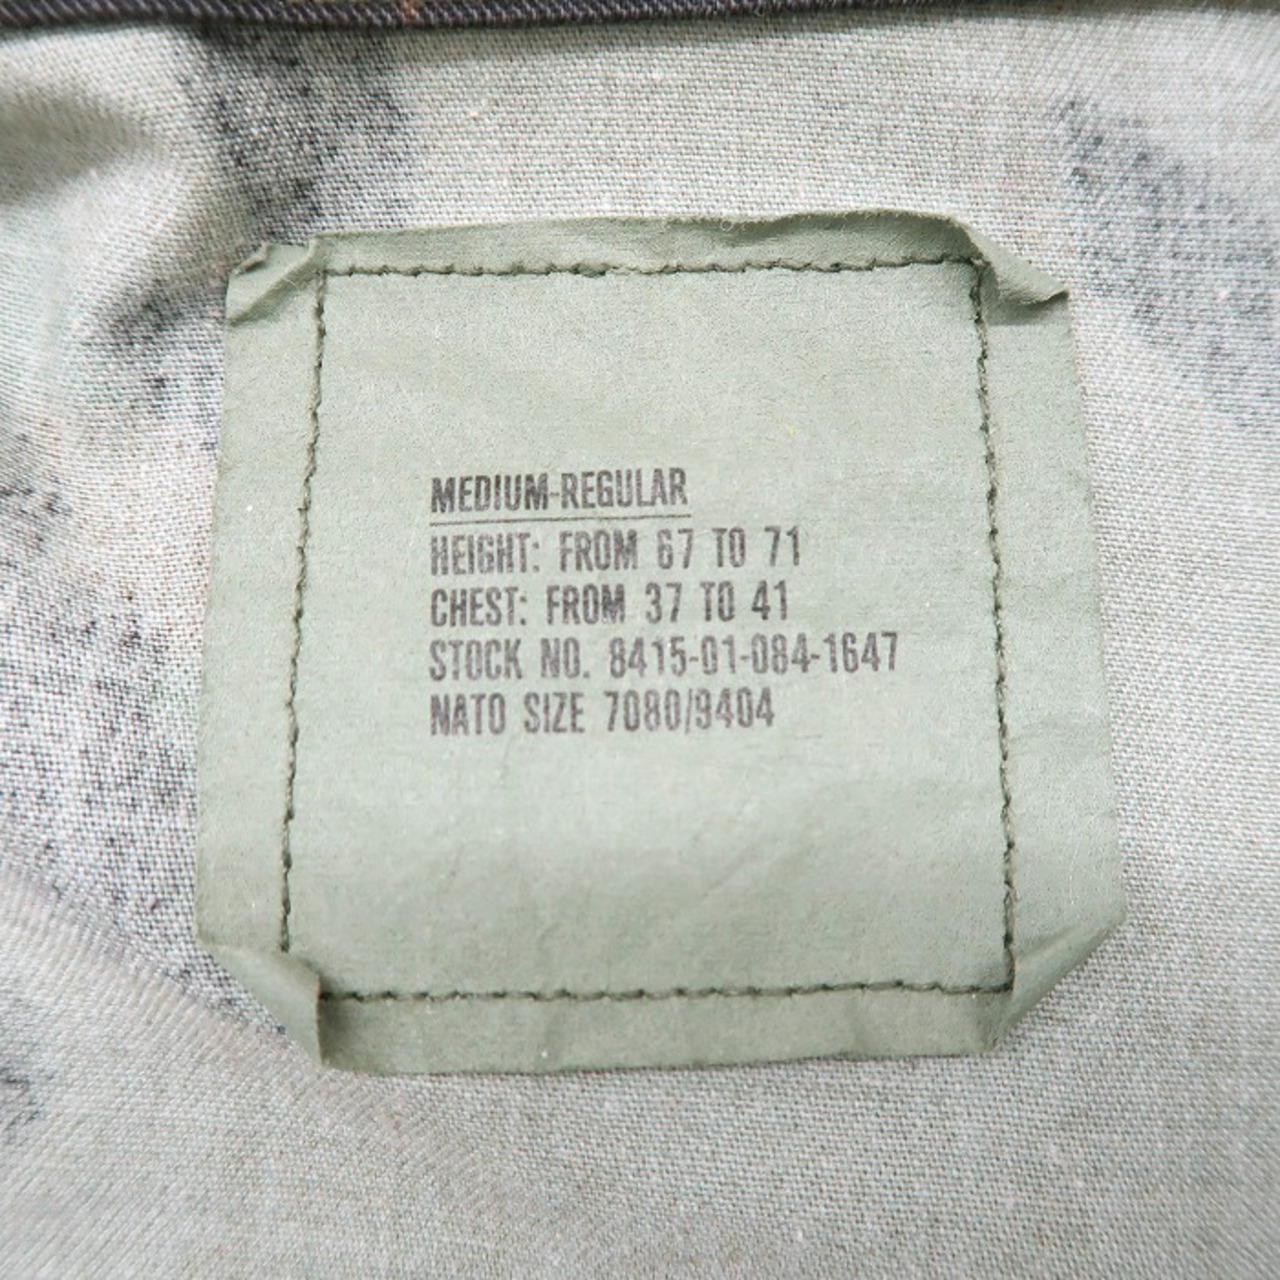 MEDIUM-REGULAR
HEIGHT: FROM 67 TO 71
CHEST: FROM 37 TO 41
STOCK NO. 8415-01-084-1647
NATO SIZE 7080/9404